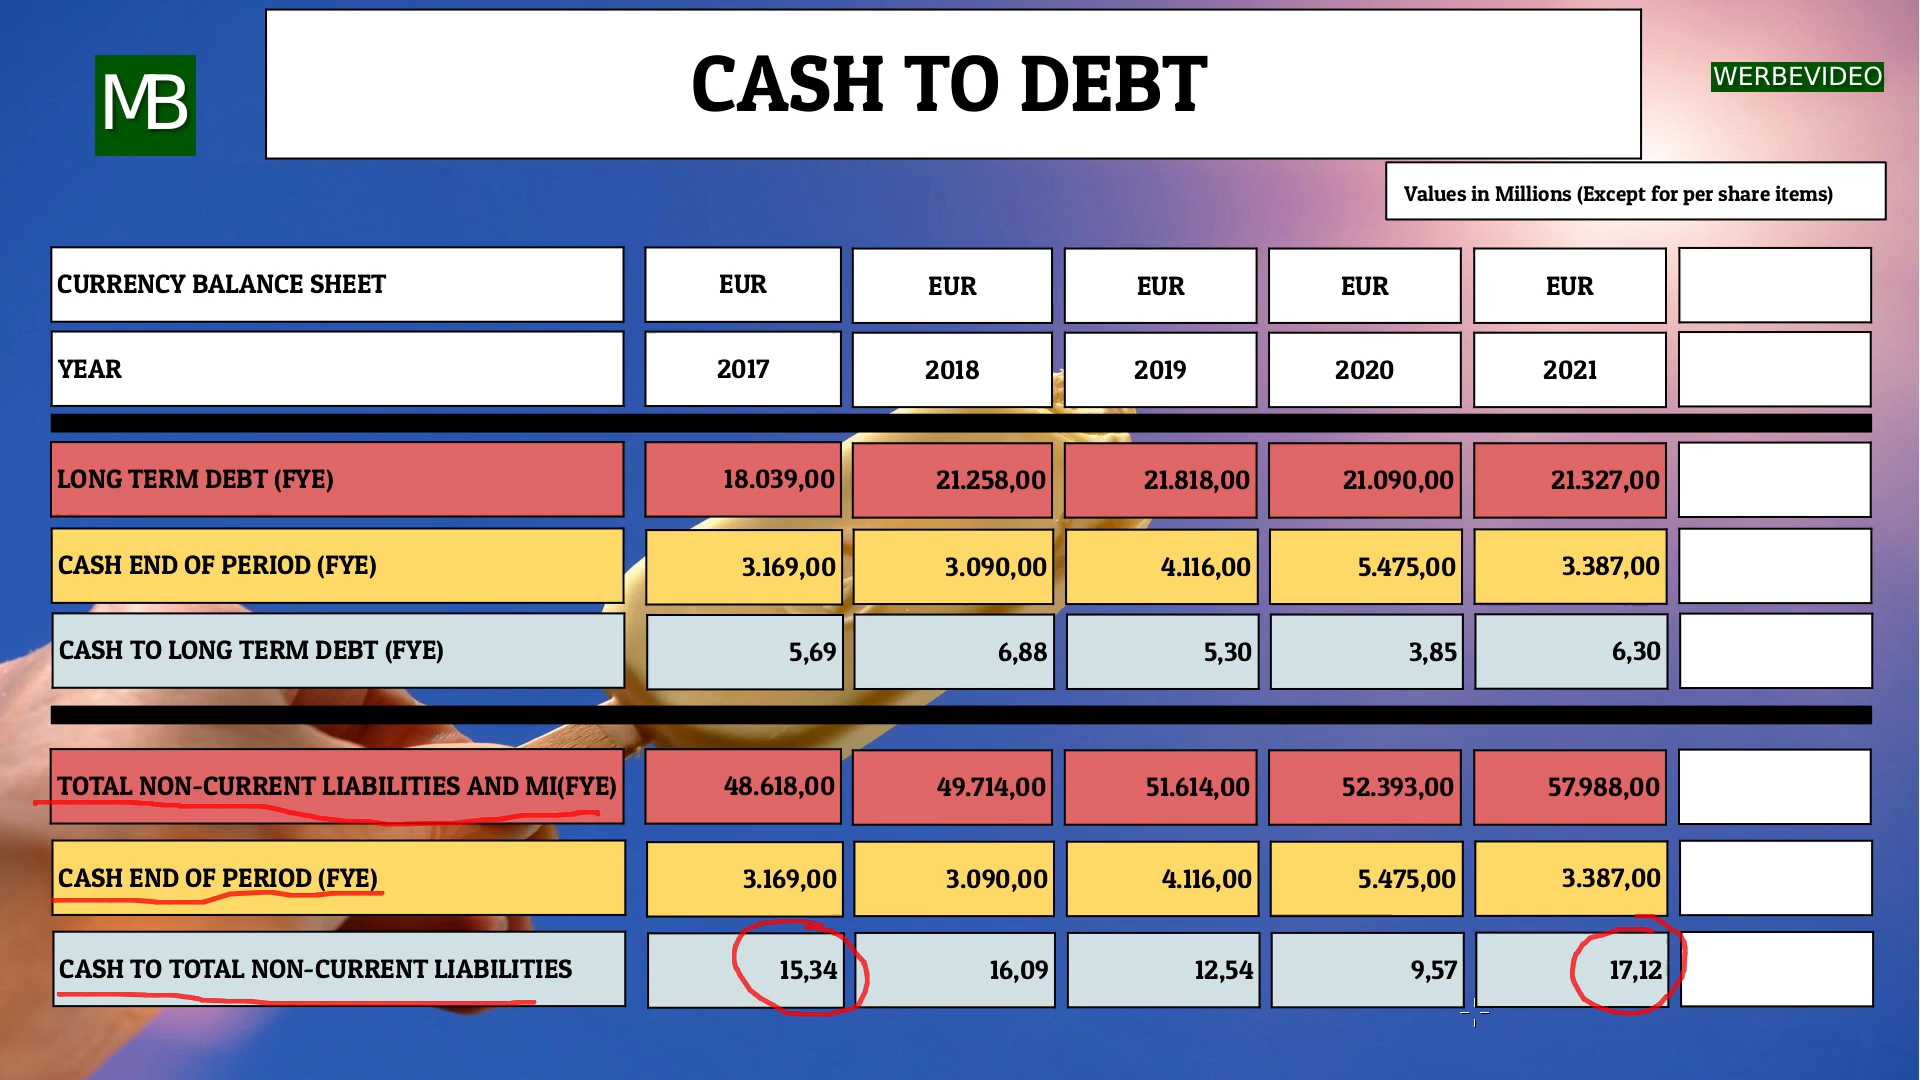 MB
CASH TO DEBT
WERBEVIDEO
Values in Millions (Except for per share items)
CURRENCY BALANCE SHEET EUR EUR EUR EUR EUR
YEAR 2017 2018 2019 2020 2021
LONG TERM DEBT (FYE) 18.039,00 21.258,00 21.818,00 21.090,00 21.327,00
CASH END OF PERIOD (FYE) 3.169,00 3.090,00 4.116,00 5.475,00 3.387,00
CASH TO LONG TERM DEBT (FYE) 5,69 6,88 5,30 3,85 6,30
TOTAL NON-CURRENT LIABILITIES AND MI(FYE) 48.618,00 49.714,00 51.614,00 52.393,00 57.988,00
CASH END OF PERIOD (FYE) 3.169,00 3.090,00 4.116,00 5.475,00 3.387,00
CASH TO TOTAL NON-CURRENT LIABILITIES 15,34 16,09 12,54 9,57 17,12